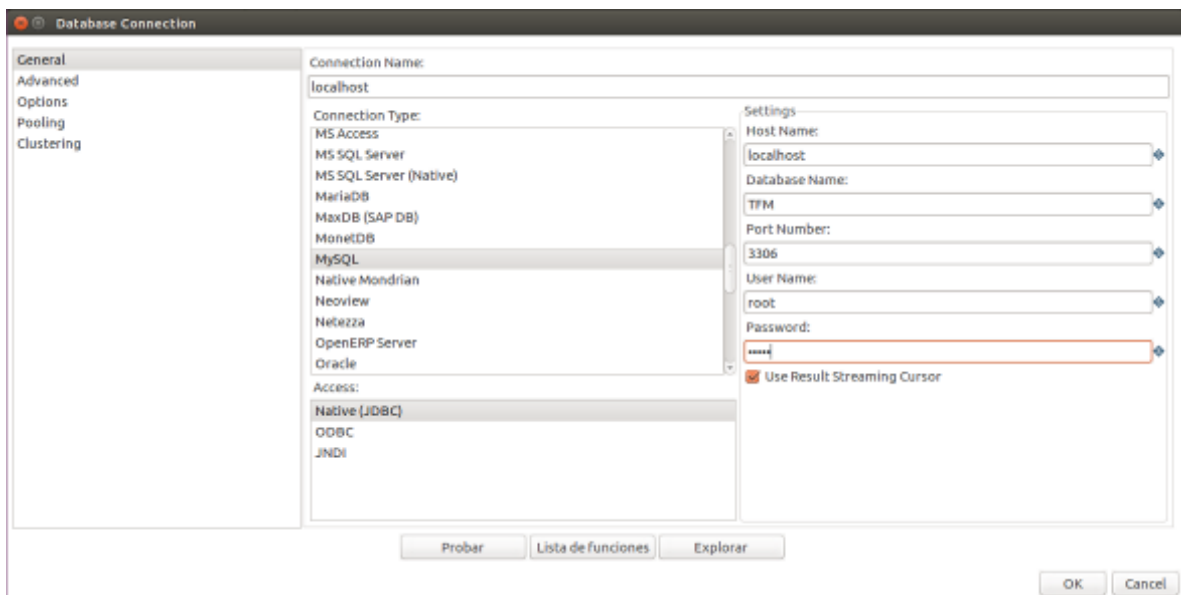 Database Connection
General
Advanced
Options
Pooling
Clustering
Connection Name:
localhost
Connection Type:
MS Access
MS SQL Server
MS SQL Server (Native)
MariaDB
MaxDB (SAP DB)
MonetDB
MySQL
Native Mondrian
Neoview
Netezza
OpenERP Server
Oracle
Access:
Native (JDBC)
ODBC
JNDI
Settings
Host Name:
localhost
Database Name:
TFM
Port Number:
3306
User Name:
root
Password:
•••••
Use Result Streaming Cursor
Probar
Lista de funciones
Explorar
OK
Cancel